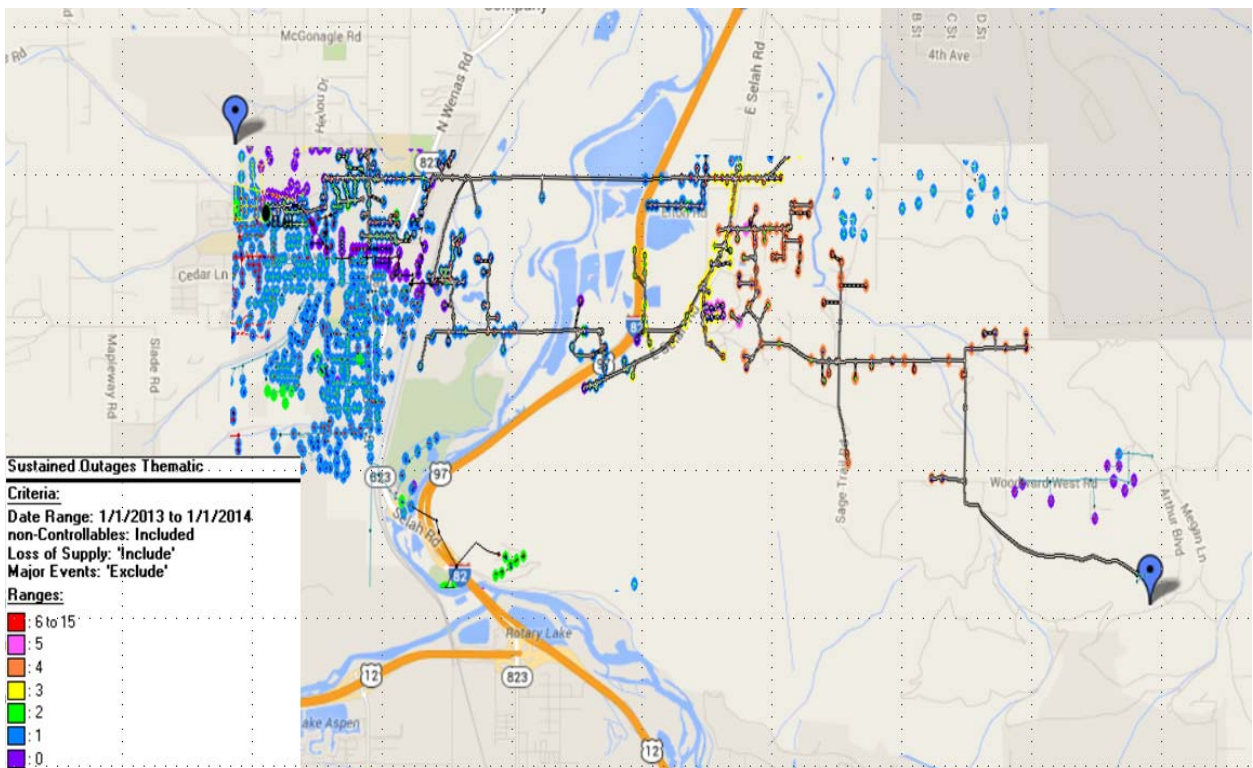 Company
McGonagle Rd
B St
C St
D St
4th Ave
N Wenas Rd
E Selah Rd
823
Cedar Ln
Mapleway Rd
Slade Rd
82
97
823
Selah Rd
82
Sage Trail Rd
Woodward West Rd
Arthur Blvd
Megan Ln
Rotary Lake
12
823
Lake Aspen
12
Sustained Outages Thematic
Criteria:
Date Range: 1/1/2013 to 1/1/2014
non-Controllables: Included
Loss of Supply: 'Include'
Major Events: 'Exclude'
Ranges:
: 6 to 15
: 5
: 4
: 3
: 2
: 1
: 0